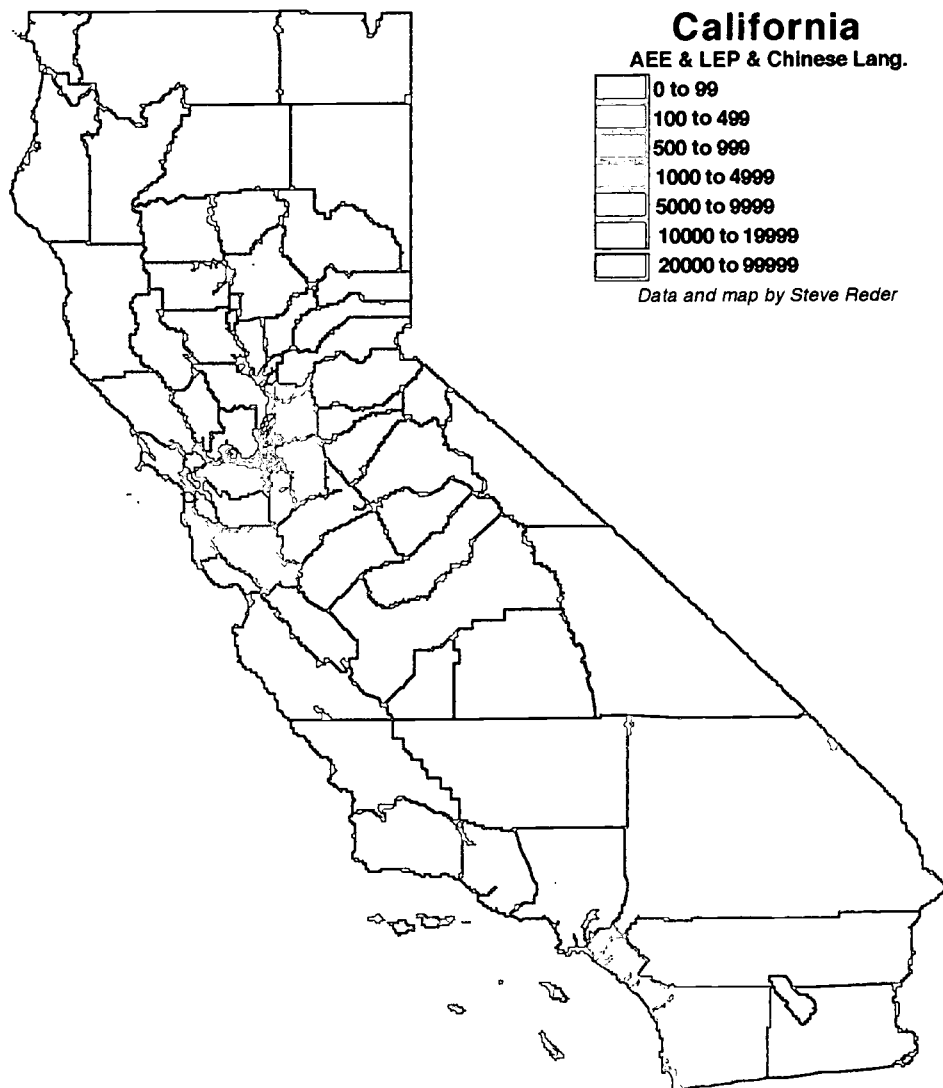 California
AEE & LEP & Chinese Lang.
0 to 99
100 to 499
500 to 999
1000 to 4999
5000 to 9999
10000 to 19999
20000 to 99999
Data and map by Steve Reder